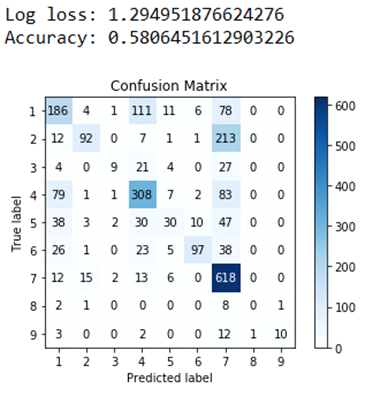 Log loss: 1.294951876624276
Accuracy: 0.5806451612903226
Confusion Matrix
1 186 4 1 111 11 6 78 0 0
2 12 92 0 7 1 1 213 0 0
3 4 0 9 21 4 0 27 0 0
4 79 1 1 308 7 2 83 0 0
5 38 3 2 30 30 10 47 0 0
6 26 1 0 23 5 97 38 0 0
7 12 15 2 13 6 0 618 0 0
8 2 1 0 0 0 0 8 0 1
9 3 0 0 2 0 0 12 1 10
1 2 3 4 5 6 7 8 9
Predicted label
True label
600
500
400
300
200
100
0